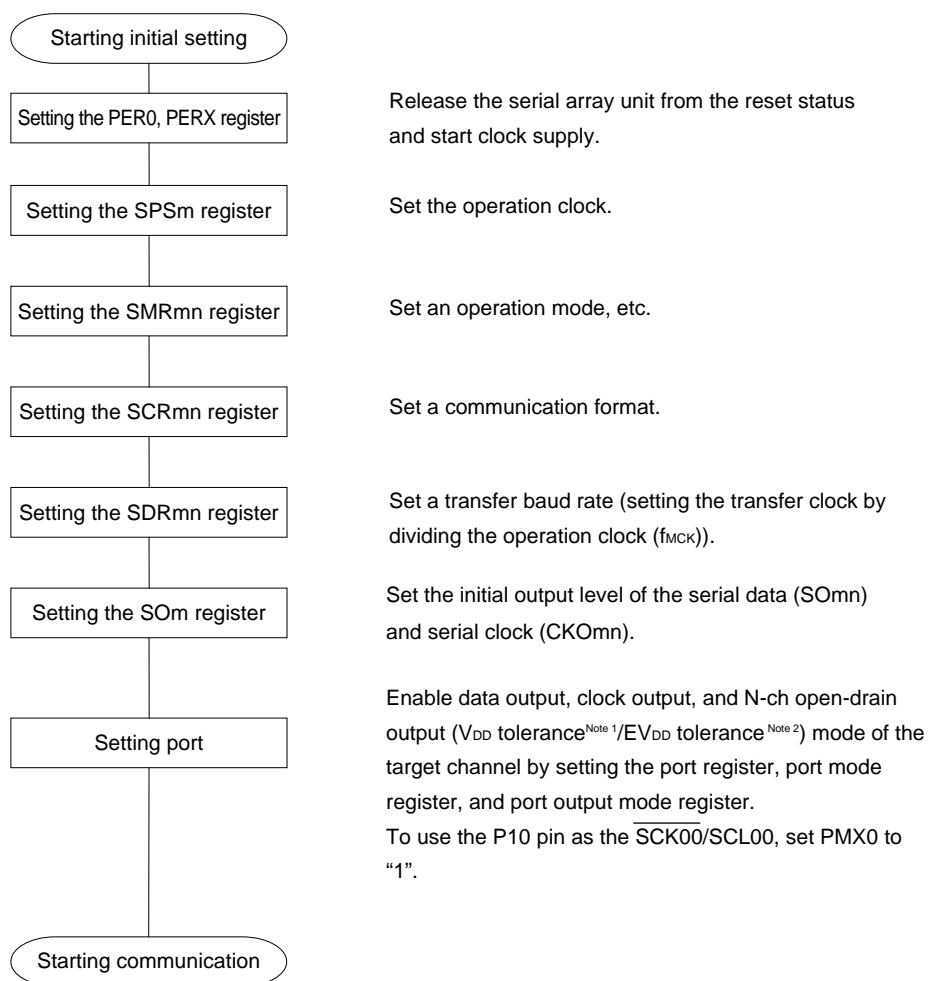 Starting initial setting
Setting the PER0, PERX register
Release the serial array unit from the reset status
and start clock supply.
Setting the SPSm register
Set the operation clock.
Setting the SMRmn register
Set an operation mode, etc.
Setting the SCRmn register
Set a communication format.
Setting the SDRmn register
Set a transfer baud rate (setting the transfer clock by
dividing the operation clock (fMCK)).
Setting the SOm register
Set the initial output level of the serial data (SOmn)
and serial clock (CKOmn).
Setting port
Enable data output, clock output, and N-ch open-drain
output (VDD tolerance Note 1/EVDD tolerance Note 2) mode of the
target channel by setting the port register, port mode
register, and port output mode register.
To use the P10 pin as the SCK00/SCL00, set PMX0 to
“1”.
Starting communication